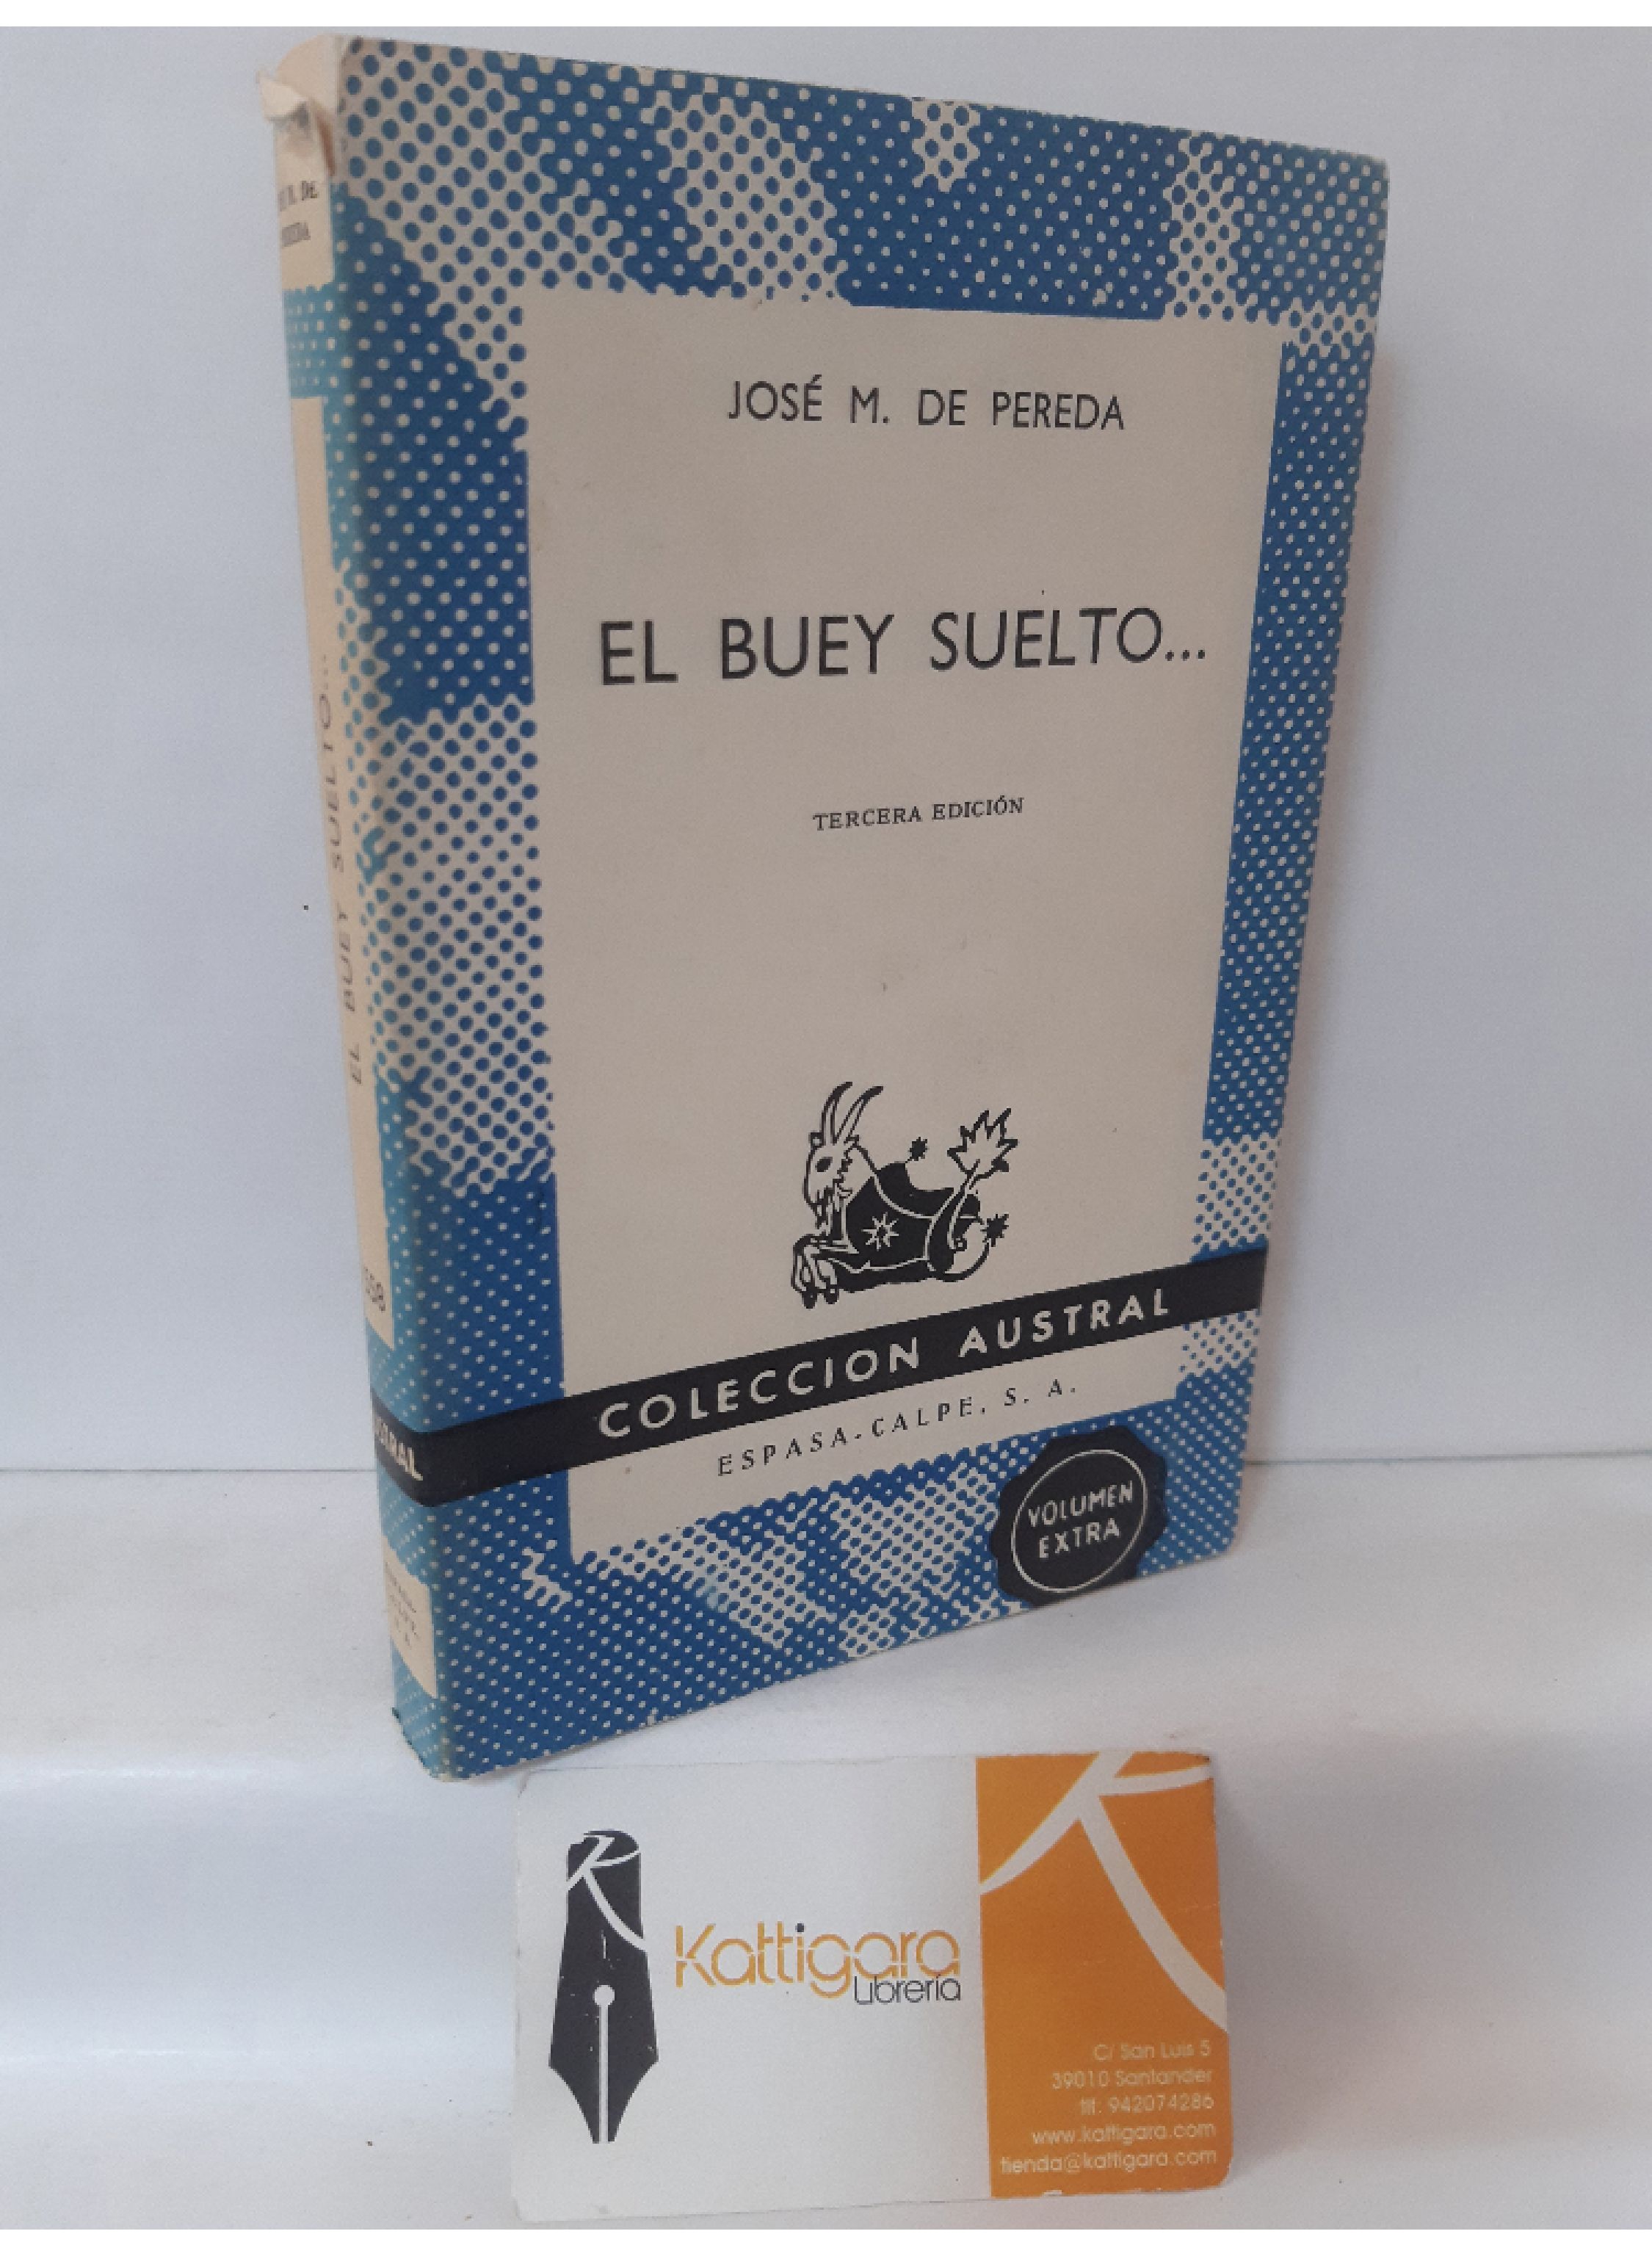 JOSÉ M. DE PEREDA
EL BUEY SUELTO...
TERCERA EDICIÓN
COLECCION AUSTRAL
ESPASA-CALPE, S. A.
VOLUMEN
EXTRA
M. DE
EL BUEY SUELTO...
Kattigara
Librería
C/ San Luis 5
39010 Santander
tlf: 942074286
www.kattigara.com
tienda@kattigara.com